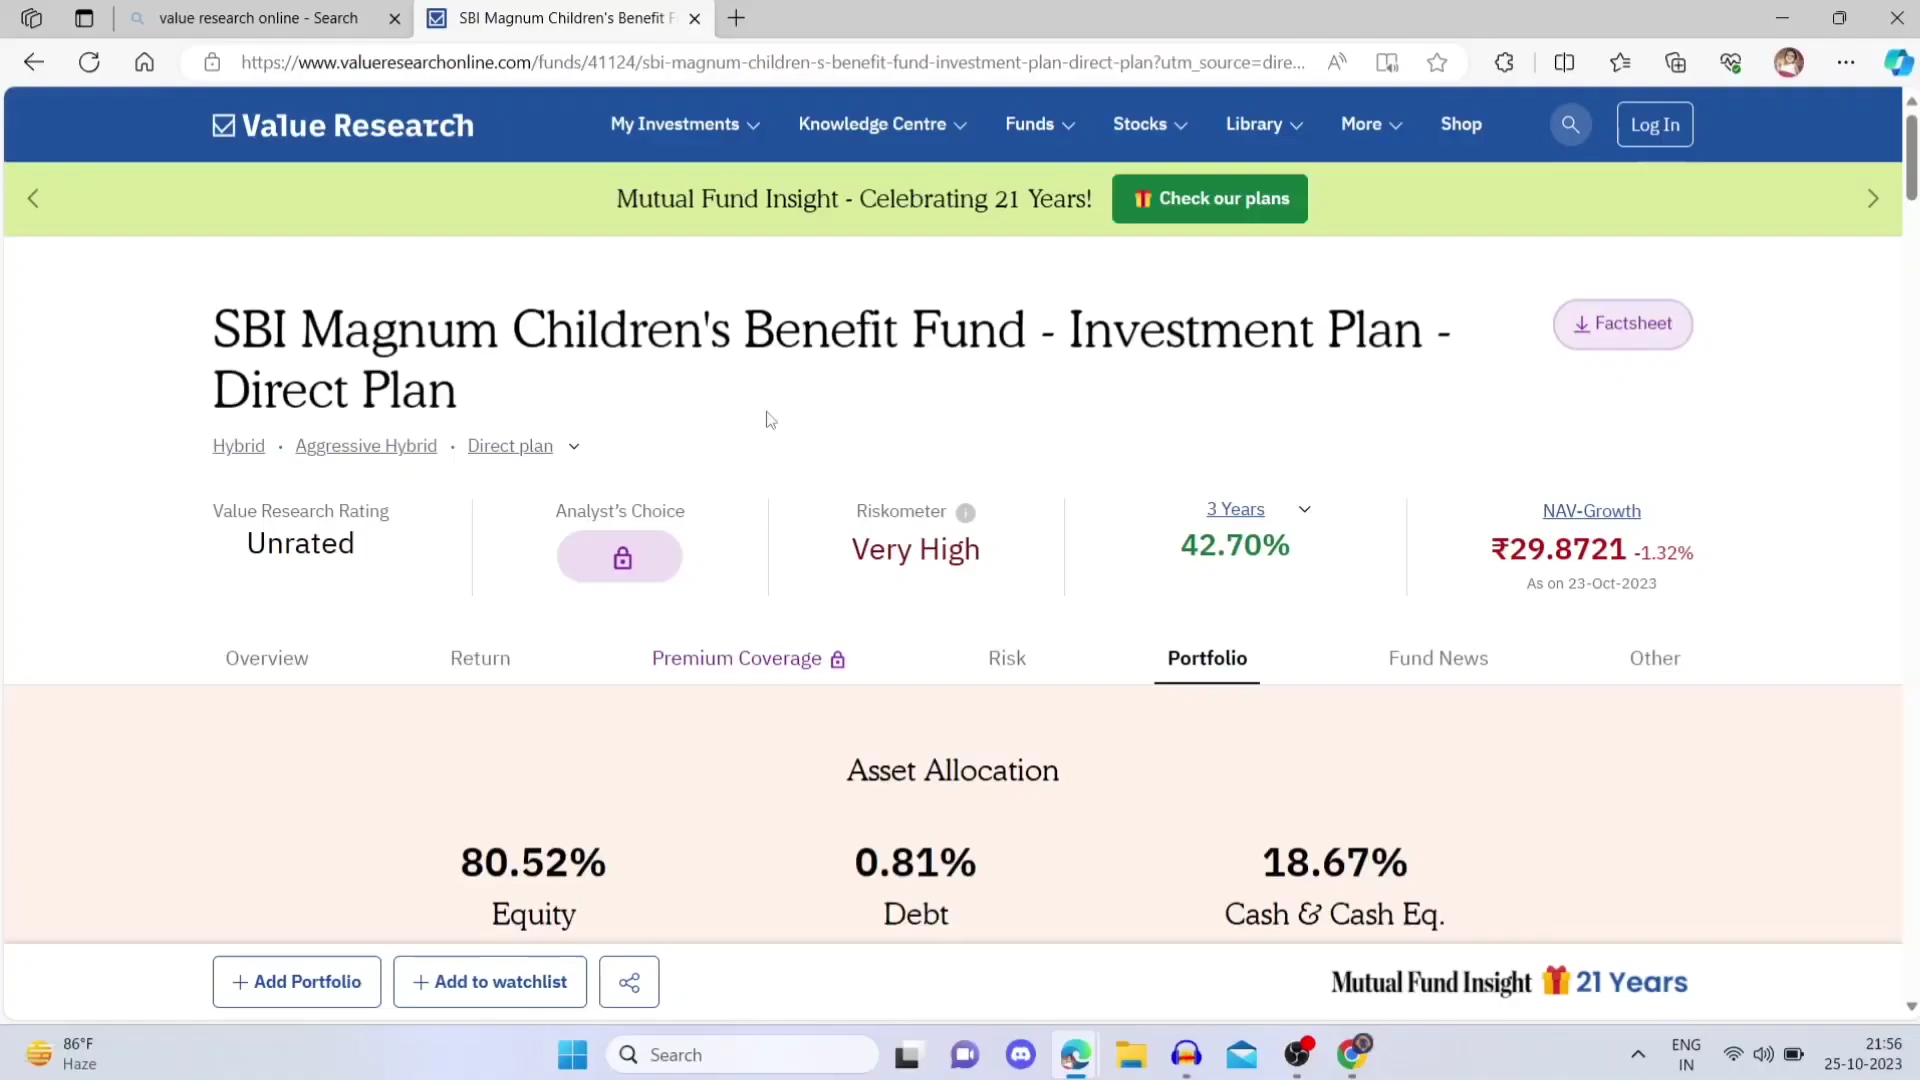 value research online - Search
SBI Magnum Children's Benefit F
https://www.valueresearchonline.com/funds/41124/sbi-magnum-children-s-benefit-fund-investment-plan-direct-plan?utm_source=dire...
Value Research
My Investments
Knowledge Centre
Funds
Stocks
Library
More
Shop
Log In
Mutual Fund Insight - Celebrating 21 Years!
Check our plans
SBI Magnum Children's Benefit Fund - Investment Plan -
Direct Plan
Factsheet
Hybrid · Aggressive Hybrid · Direct plan
Value Research Rating
Unrated
Analyst's Choice
Riskometer
Very High
3 Years
42.70%
NAV-Growth
₹29.8721 -1.32%
As on 23-Oct-2023
Overview
Return
Premium Coverage
Risk
Portfolio
Fund News
Other
Asset Allocation
80.52%
Equity
0.81%
Debt
18.67%
Cash & Cash Eq.
+ Add Portfolio
+ Add to watchlist
Mutual Fund Insight 21 Years
86°F
Haze
Search
ENG
IN
21:56
25-10-2023